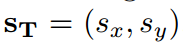 s_T = (s_x, s_y)